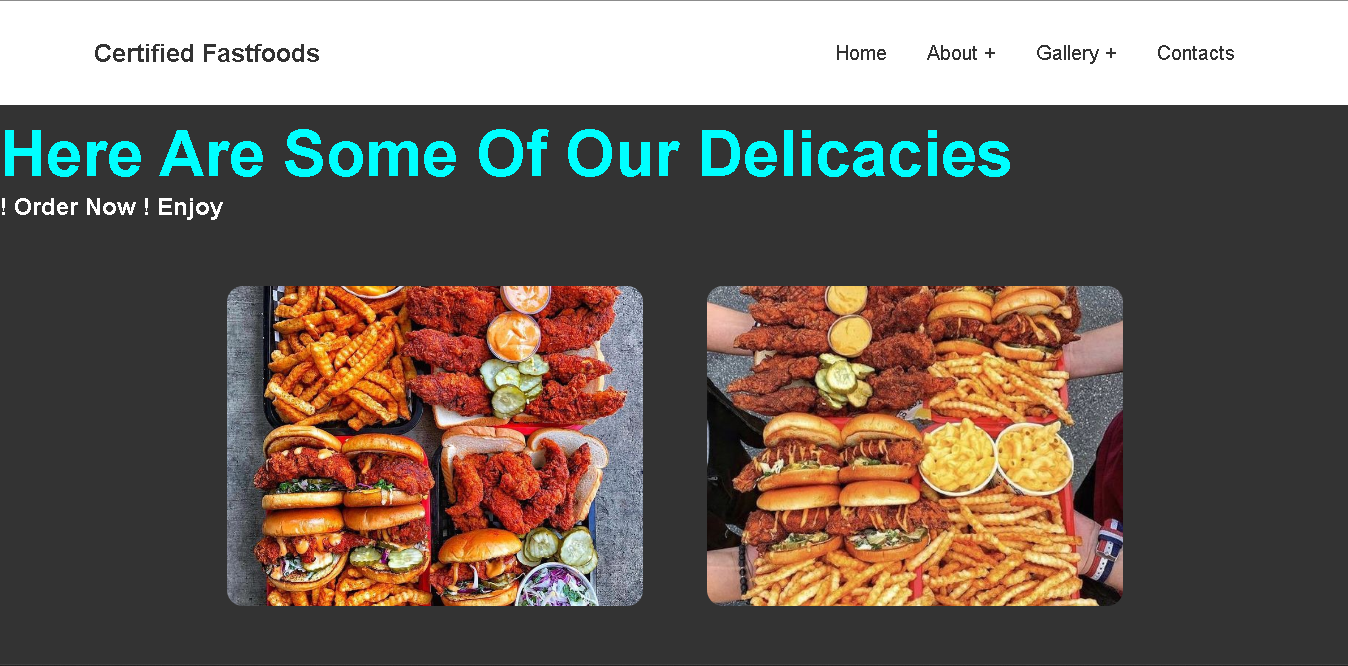 Certified Fastfoods
Home About + Gallery + Contacts
Here Are Some Of Our Delicacies
! Order Now ! Enjoy